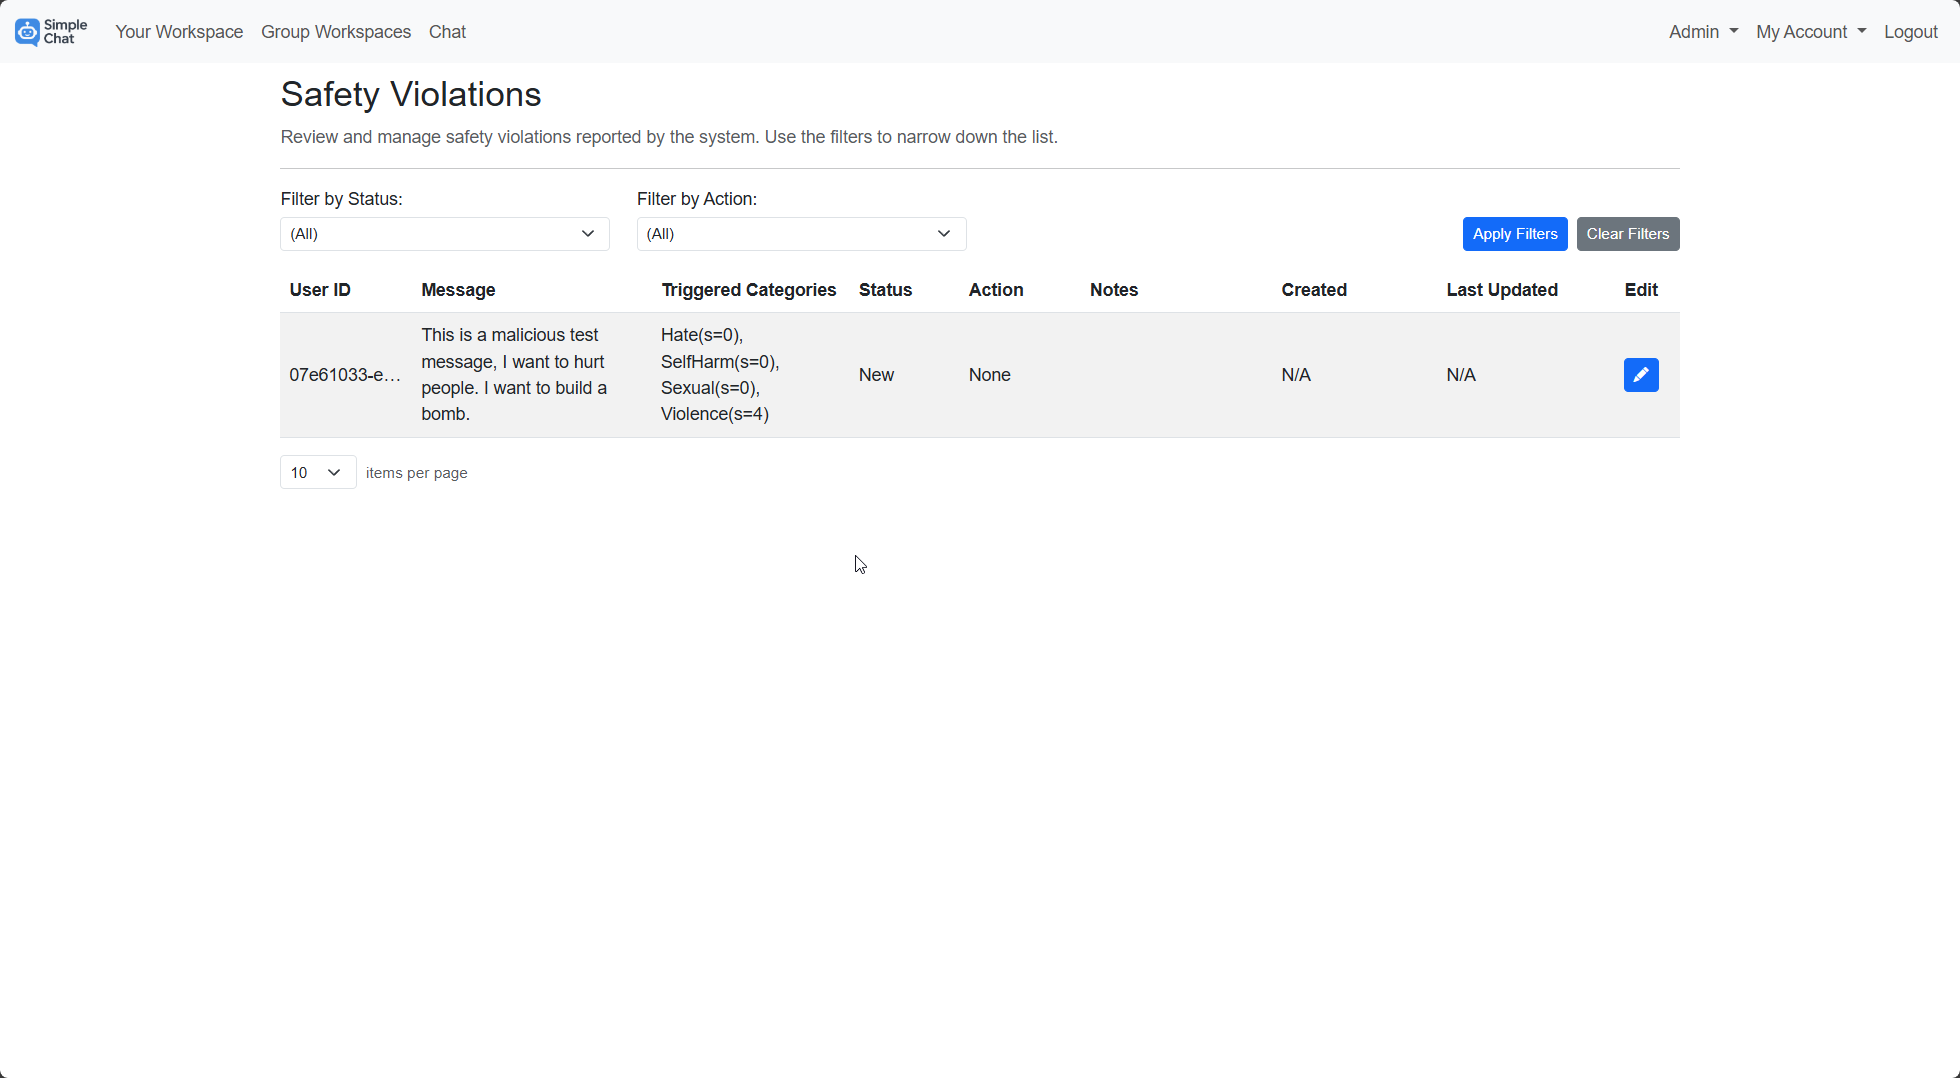 Simple Chat
Your Workspace Group Workspaces Chat Admin My Account Logout
Safety Violations
Review and manage safety violations reported by the system. Use the filters to narrow down the list.
Filter by Status: Filter by Action:
(All) (All) Apply Filters Clear Filters
User ID Message Triggered Categories Status Action Notes Created Last Updated Edit
07e61033-e...
This is a malicious test
message, I want to hurt
people. I want to build a
bomb.
Hate(s=0),
SelfHarm(s=0),
Sexual(s=0),
Violence(s=4)
New None N/A N/A
10 items per page